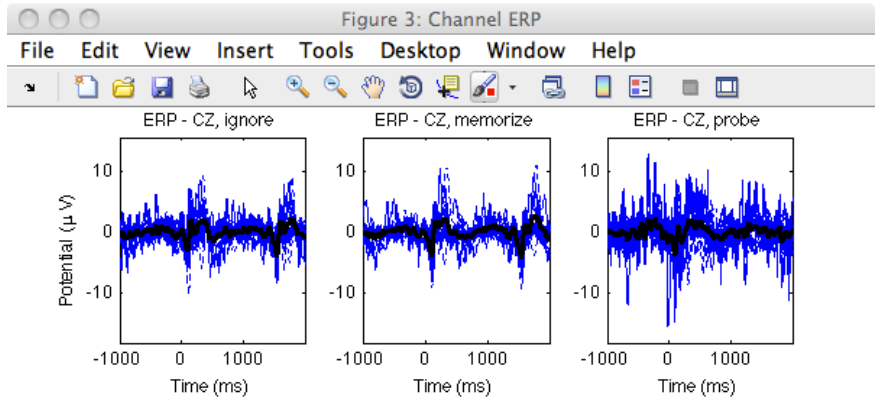 Figure 3: Channel ERP
File Edit View Insert Tools Desktop Window Help
ERP - CZ, ignore
ERP - CZ, memorize
ERP - CZ, probe
Potential (μ V)
10
0
-10
10
0
-10
10
0
-10
-1000 0 1000
-1000 0 1000
-1000 0 1000
Time (ms)
Time (ms)
Time (ms)